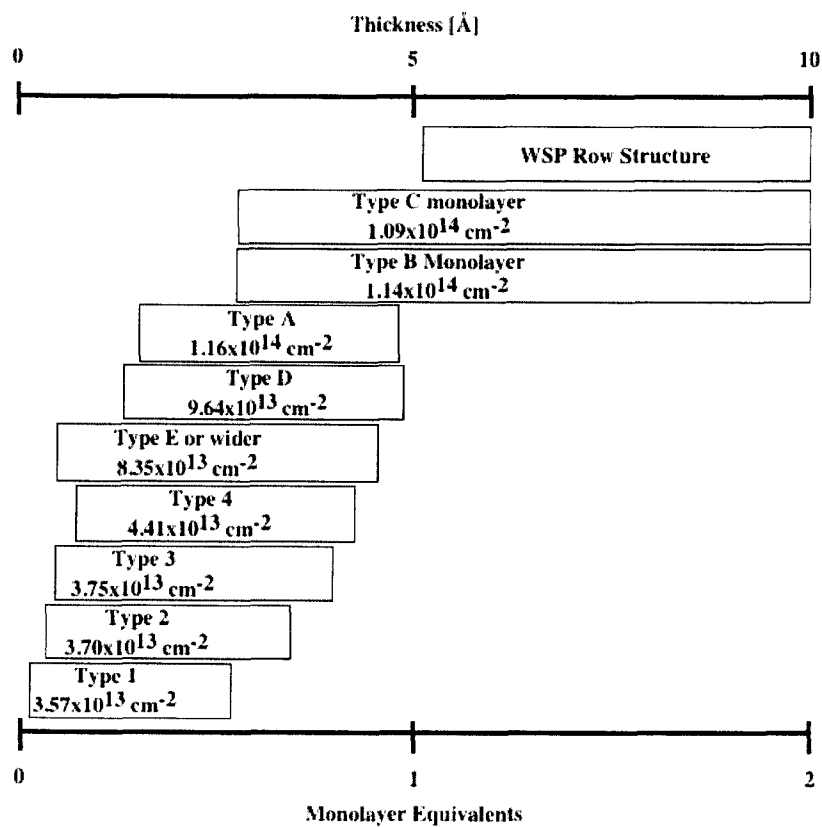 Thickness [Å]
0 5 10
WSP Row Structure
Type C monolayer
1.09x10^14 cm^-2
Type B Monolayer
1.14x10^14 cm^-2
Type A
1.16x10^14 cm^-2
Type D
9.64x10^13 cm^-2
Type E or wider
8.35x10^13 cm^-2
Type 4
4.41x10^13 cm^-2
Type 3
3.75x10^13 cm^-2
Type 2
3.70x10^13 cm^-2
Type 1
3.57x10^13 cm^-2
0 1 2
Monolayer Equivalents